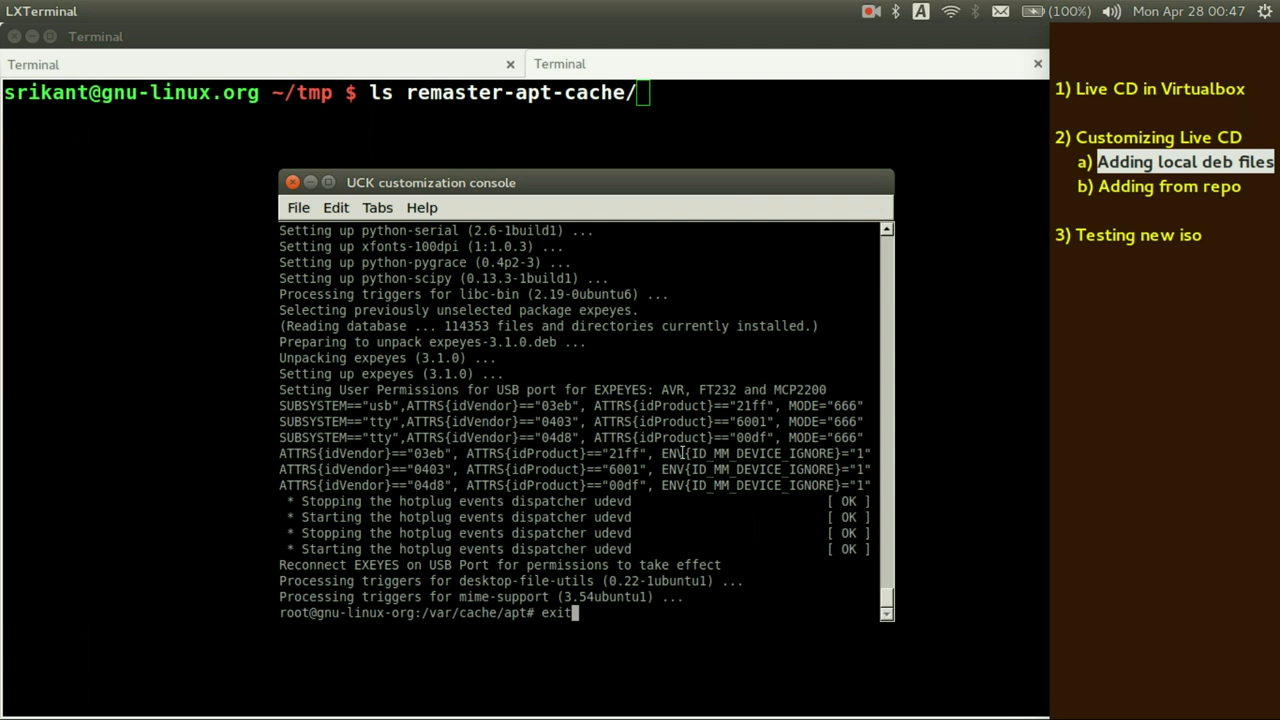 LXTerminal
A (100%) Mon Apr 28 00:47
Terminal
Terminal
Terminal
srikant@gnu-linux.org ~/tmp $ ls remaster-apt-cache/
UCK customization console
File Edit Tabs Help
Setting up python-serial (2.6-1build1) ...
Setting up xfonts-100dpi (1:1.0.3) ...
Setting up python-pygrace (0.4p2-3) ...
Setting up python-scipy (0.13.3-1build1) ...
Processing triggers for libc-bin (2.19-0ubuntu6) ...
Selecting previously unselected package expeyes.
(Reading database ... 114353 files and directories currently installed.)
Preparing to unpack expeyes-3.1.0.deb ...
Unpacking expeyes (3.1.0) ...
Setting up expeyes (3.1.0) ...
Setting User Permissions for USB port for EXPEYES: AVR, FT232 and MCP2200
SUBSYSTEM=="usb",ATTRS{idVendor}=="03eb", ATTRS{idProduct}=="21ff", MODE="666"
SUBSYSTEM=="tty",ATTRS{idVendor}=="0403", ATTRS{idProduct}=="6001", MODE="666"
SUBSYSTEM=="tty",ATTRS{idVendor}=="04d8", ATTRS{idProduct}=="00df", MODE="666"
ATTRS{idVendor}=="03eb", ATTRS{idProduct}=="21ff", ENV{ID_MM_DEVICE_IGNORE}="1"
ATTRS{idVendor}=="0403", ATTRS{idProduct}=="6001", ENV{ID_MM_DEVICE_IGNORE}="1"
ATTRS{idVendor}=="04d8", ATTRS{idProduct}=="00df", ENV{ID_MM_DEVICE_IGNORE}="1"
* Stopping the hotplug events dispatcher udevd [ OK ]
* Starting the hotplug events dispatcher udevd [ OK ]
* Stopping the hotplug events dispatcher udevd [ OK ]
* Starting the hotplug events dispatcher udevd [ OK ]
Reconnect EXEYES on USB Port for permissions to take effect
Processing triggers for desktop-file-utils (0.22-1ubuntu1) ...
Processing triggers for mime-support (3.54ubuntu1) ...
root@gnu-linux-org:/var/cache/apt# exit
1) Live CD in Virtualbox
2) Customizing Live CD
a) Adding local deb files
b) Adding from repo
3) Testing new iso